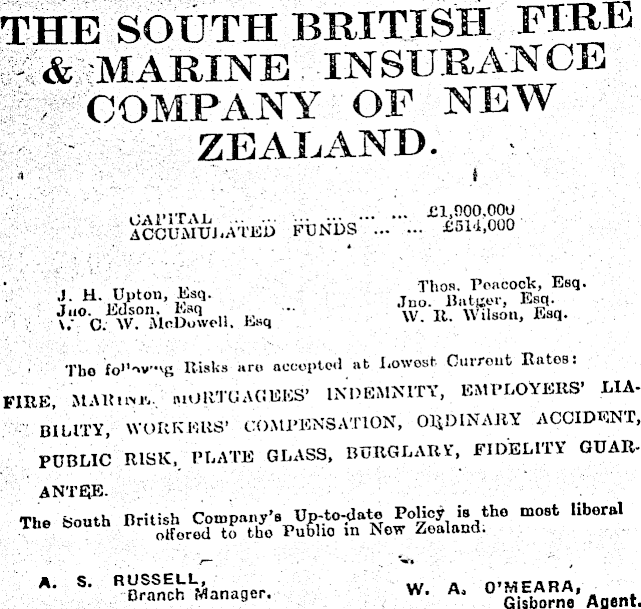 THE SOUTH BRITISH FIRE
& MARINE INSURANCE
COMPANY OF NEW
ZEALAND.
CAPITAL ... ... ... ... ... ... £1,900,000
ACCUMULATED FUNDS ... ... £514,000
J. H. Upton, Esq. Thos. Peacock, Esq.
Jno. Edson, Esq Jno. Batger, Esq.
C. W. McDowell, Esq W. R. Wilson, Esq.
The following Risks are accepted at Lowest Current Rates:
FIRE, MARINE, MORTGAGEES' INDEMNITY, EMPLOYERS' LIA-
BILITY, WORKERS' COMPENSATION, ORDINARY ACCIDENT,
PUBLIC RISK, PLATE GLASS, BURGLARY, FIDELITY GUAR-
ANTEE.
The South British Company's Up-to-date Policy is the most liberal
offered to the Public in New Zealand.
A. S. RUSSELL, W. A. O'MEARA,
Branch Manager. Gisborne Agent.